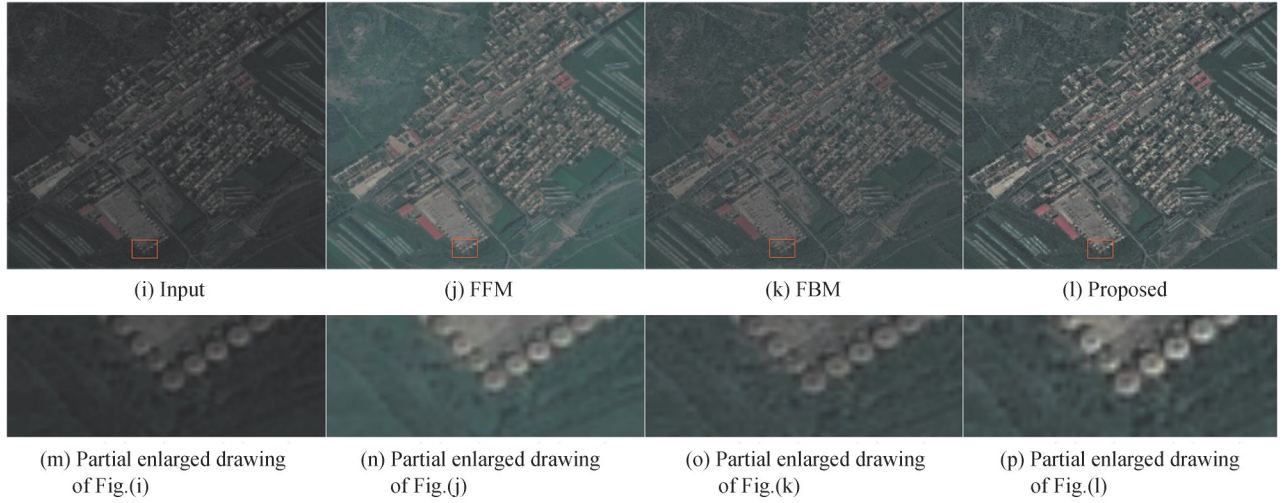 (i) Input
(j) FFM
(k) FBM
(l) Proposed
(m) Partial enlarged drawing
of Fig.(i)
(n) Partial enlarged drawing
of Fig.(j)
(o) Partial enlarged drawing
of Fig.(k)
(p) Partial enlarged drawing
of Fig.(l)